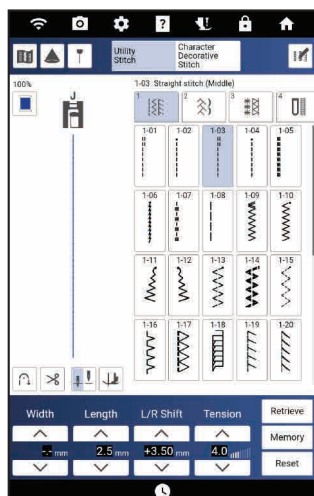 ?
Utility
Stitch
Character
Decorative
Stitch
100%
J
1-03 Straight stitch (Middle)
1
2
3
4
1-01
1-02
1-03
1-04
1-05
1-06
1-07
1-08
1-09
1-10
1-11
1-12
1-13
1-14
1-15
1-16
1-17
1-18
1-19
1-20
Width
Length
L/R Shift
Tension
-.- mm
2.5 mm
+3.50 mm
4.0
Retrieve
Memory
Reset